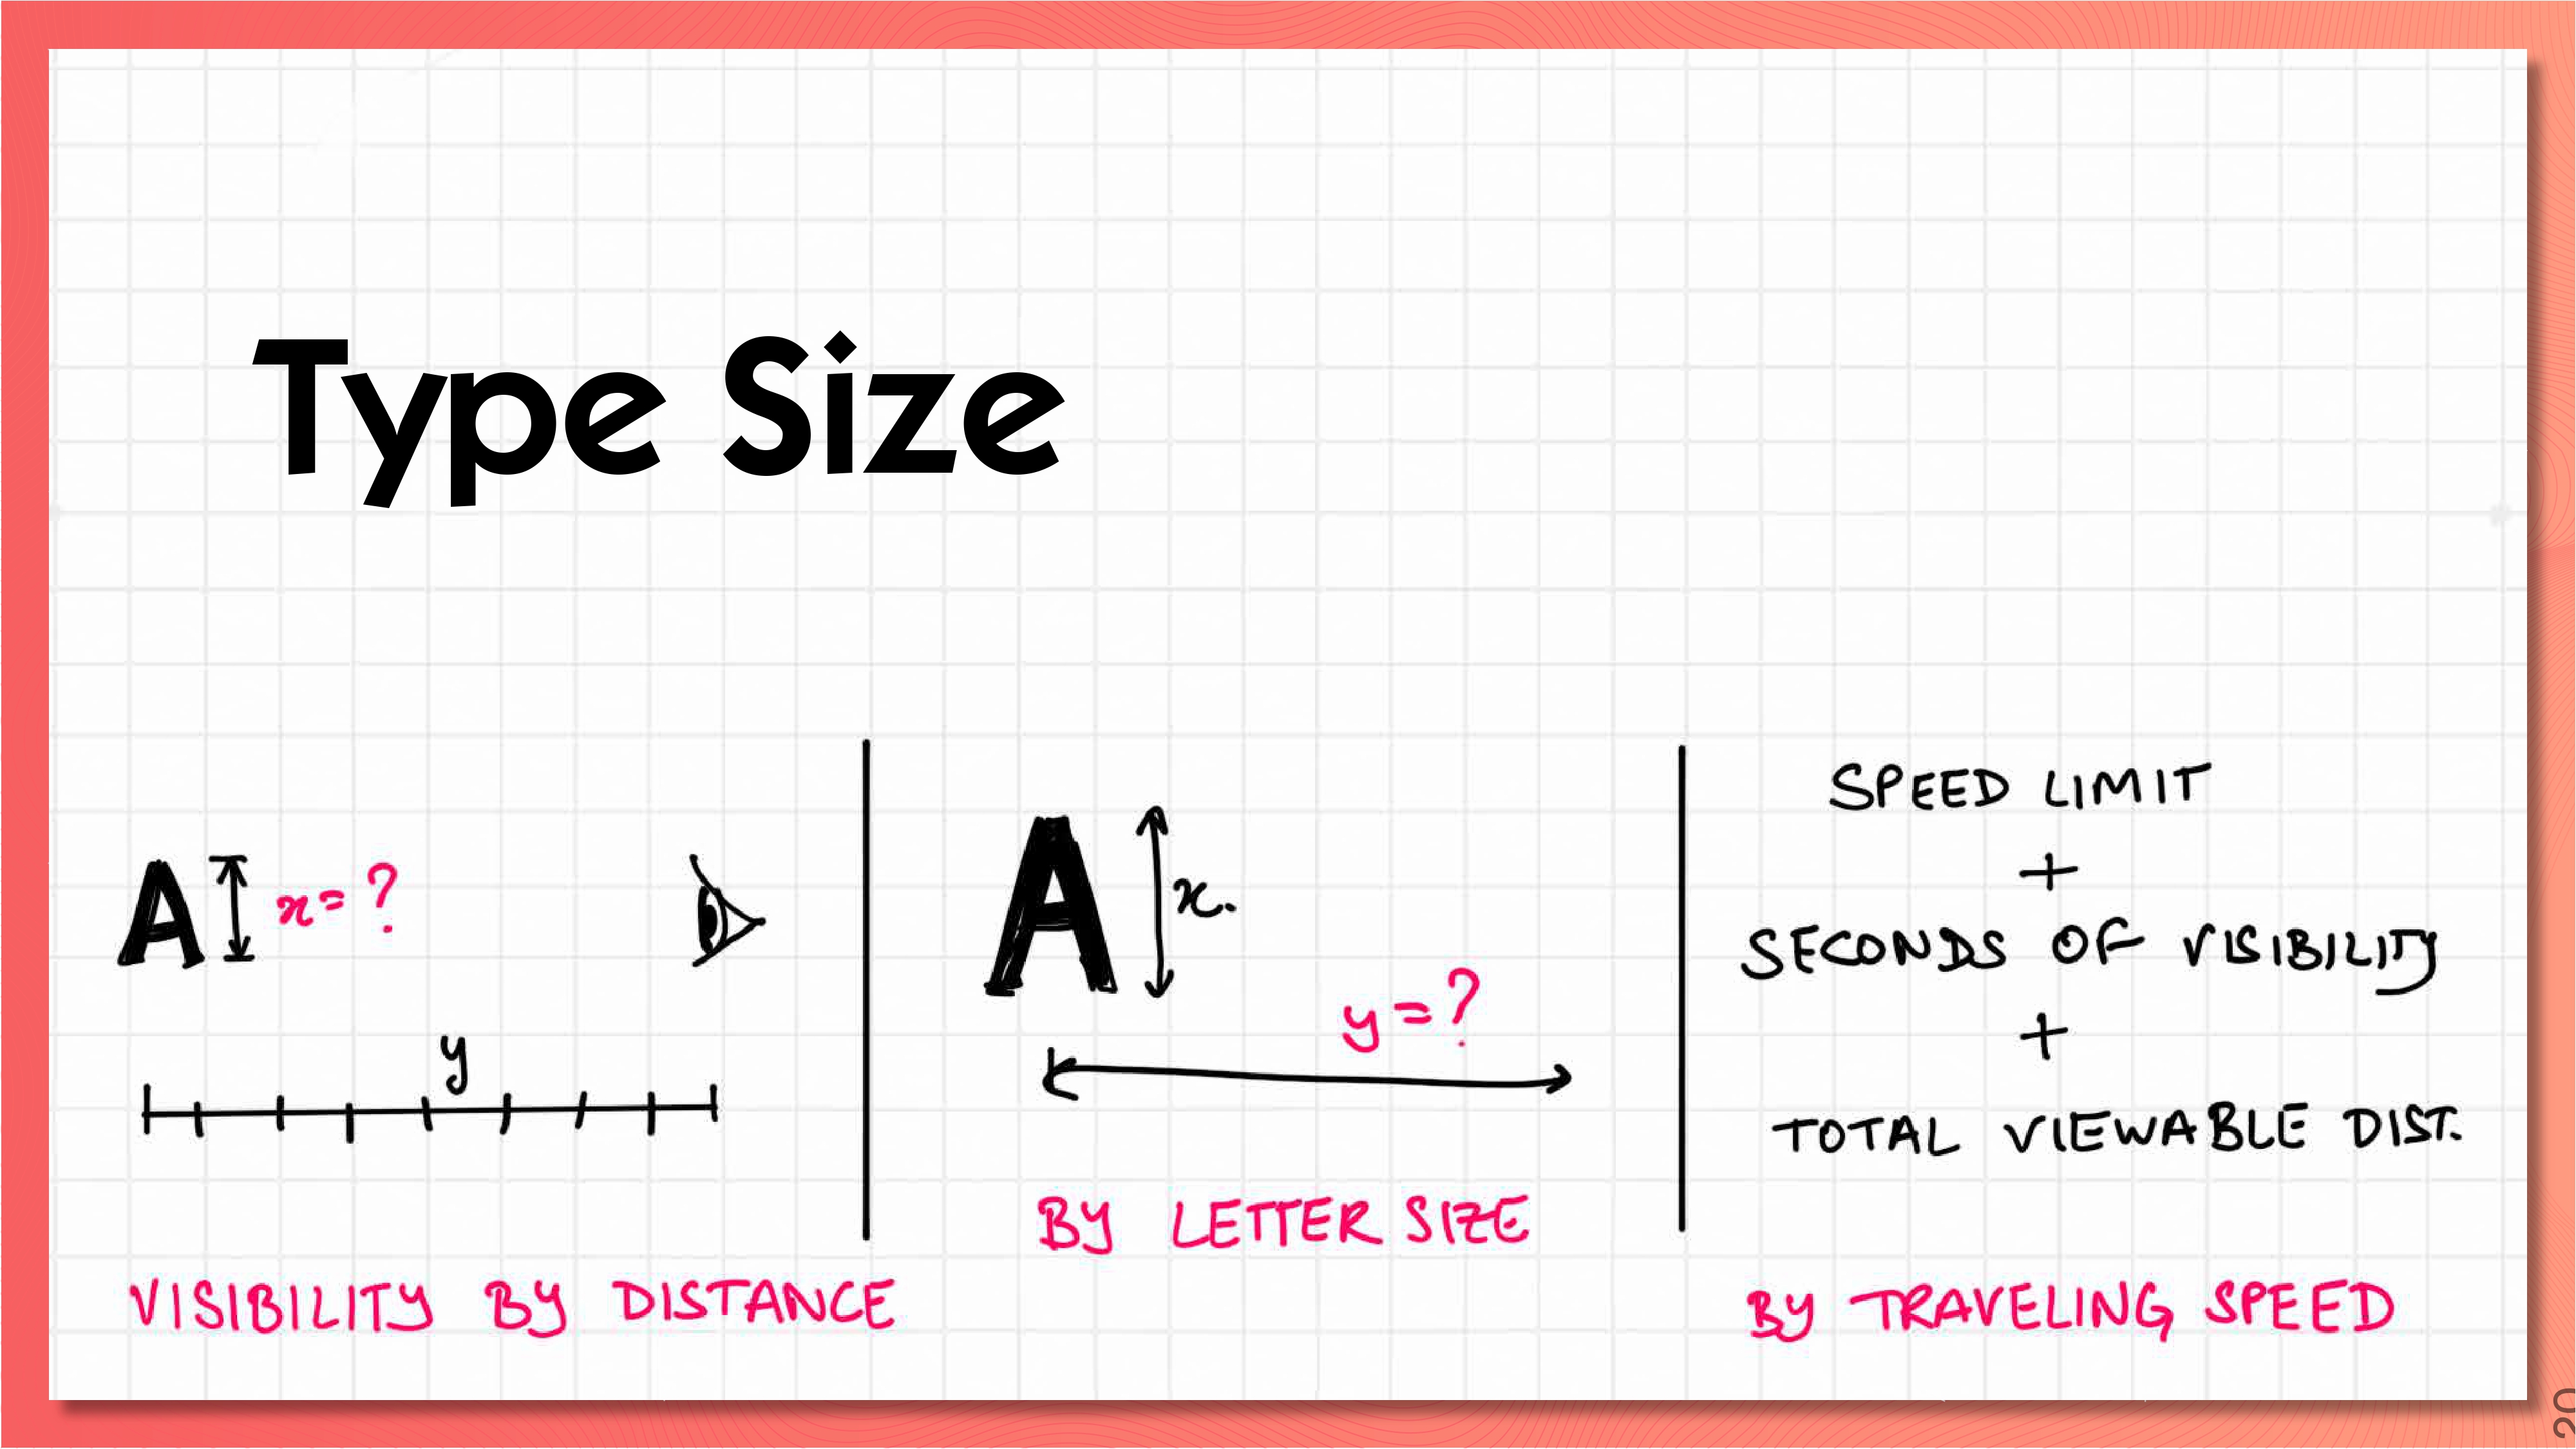 Type Size
A x=?
y
VISIBILITY BY DISTANCE
A x.
y=?
BY LETTER SIZE
SPEED LIMIT
+
SECONDS OF VISIBILITY
+
TOTAL VIEWABLE DIST.
BY TRAVELING SPEED
20